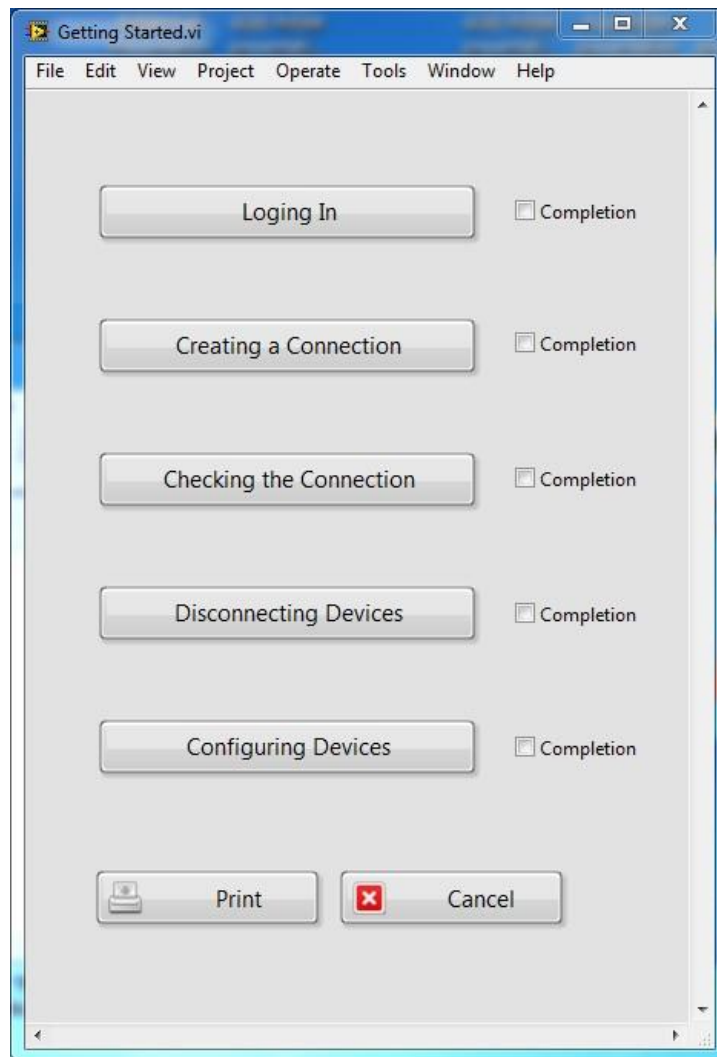 Getting Started.vi
File Edit View Project Operate Tools Window Help
Loging In Completion
Creating a Connection Completion
Checking the Connection Completion
Disconnecting Devices Completion
Configuring Devices Completion
Print Cancel